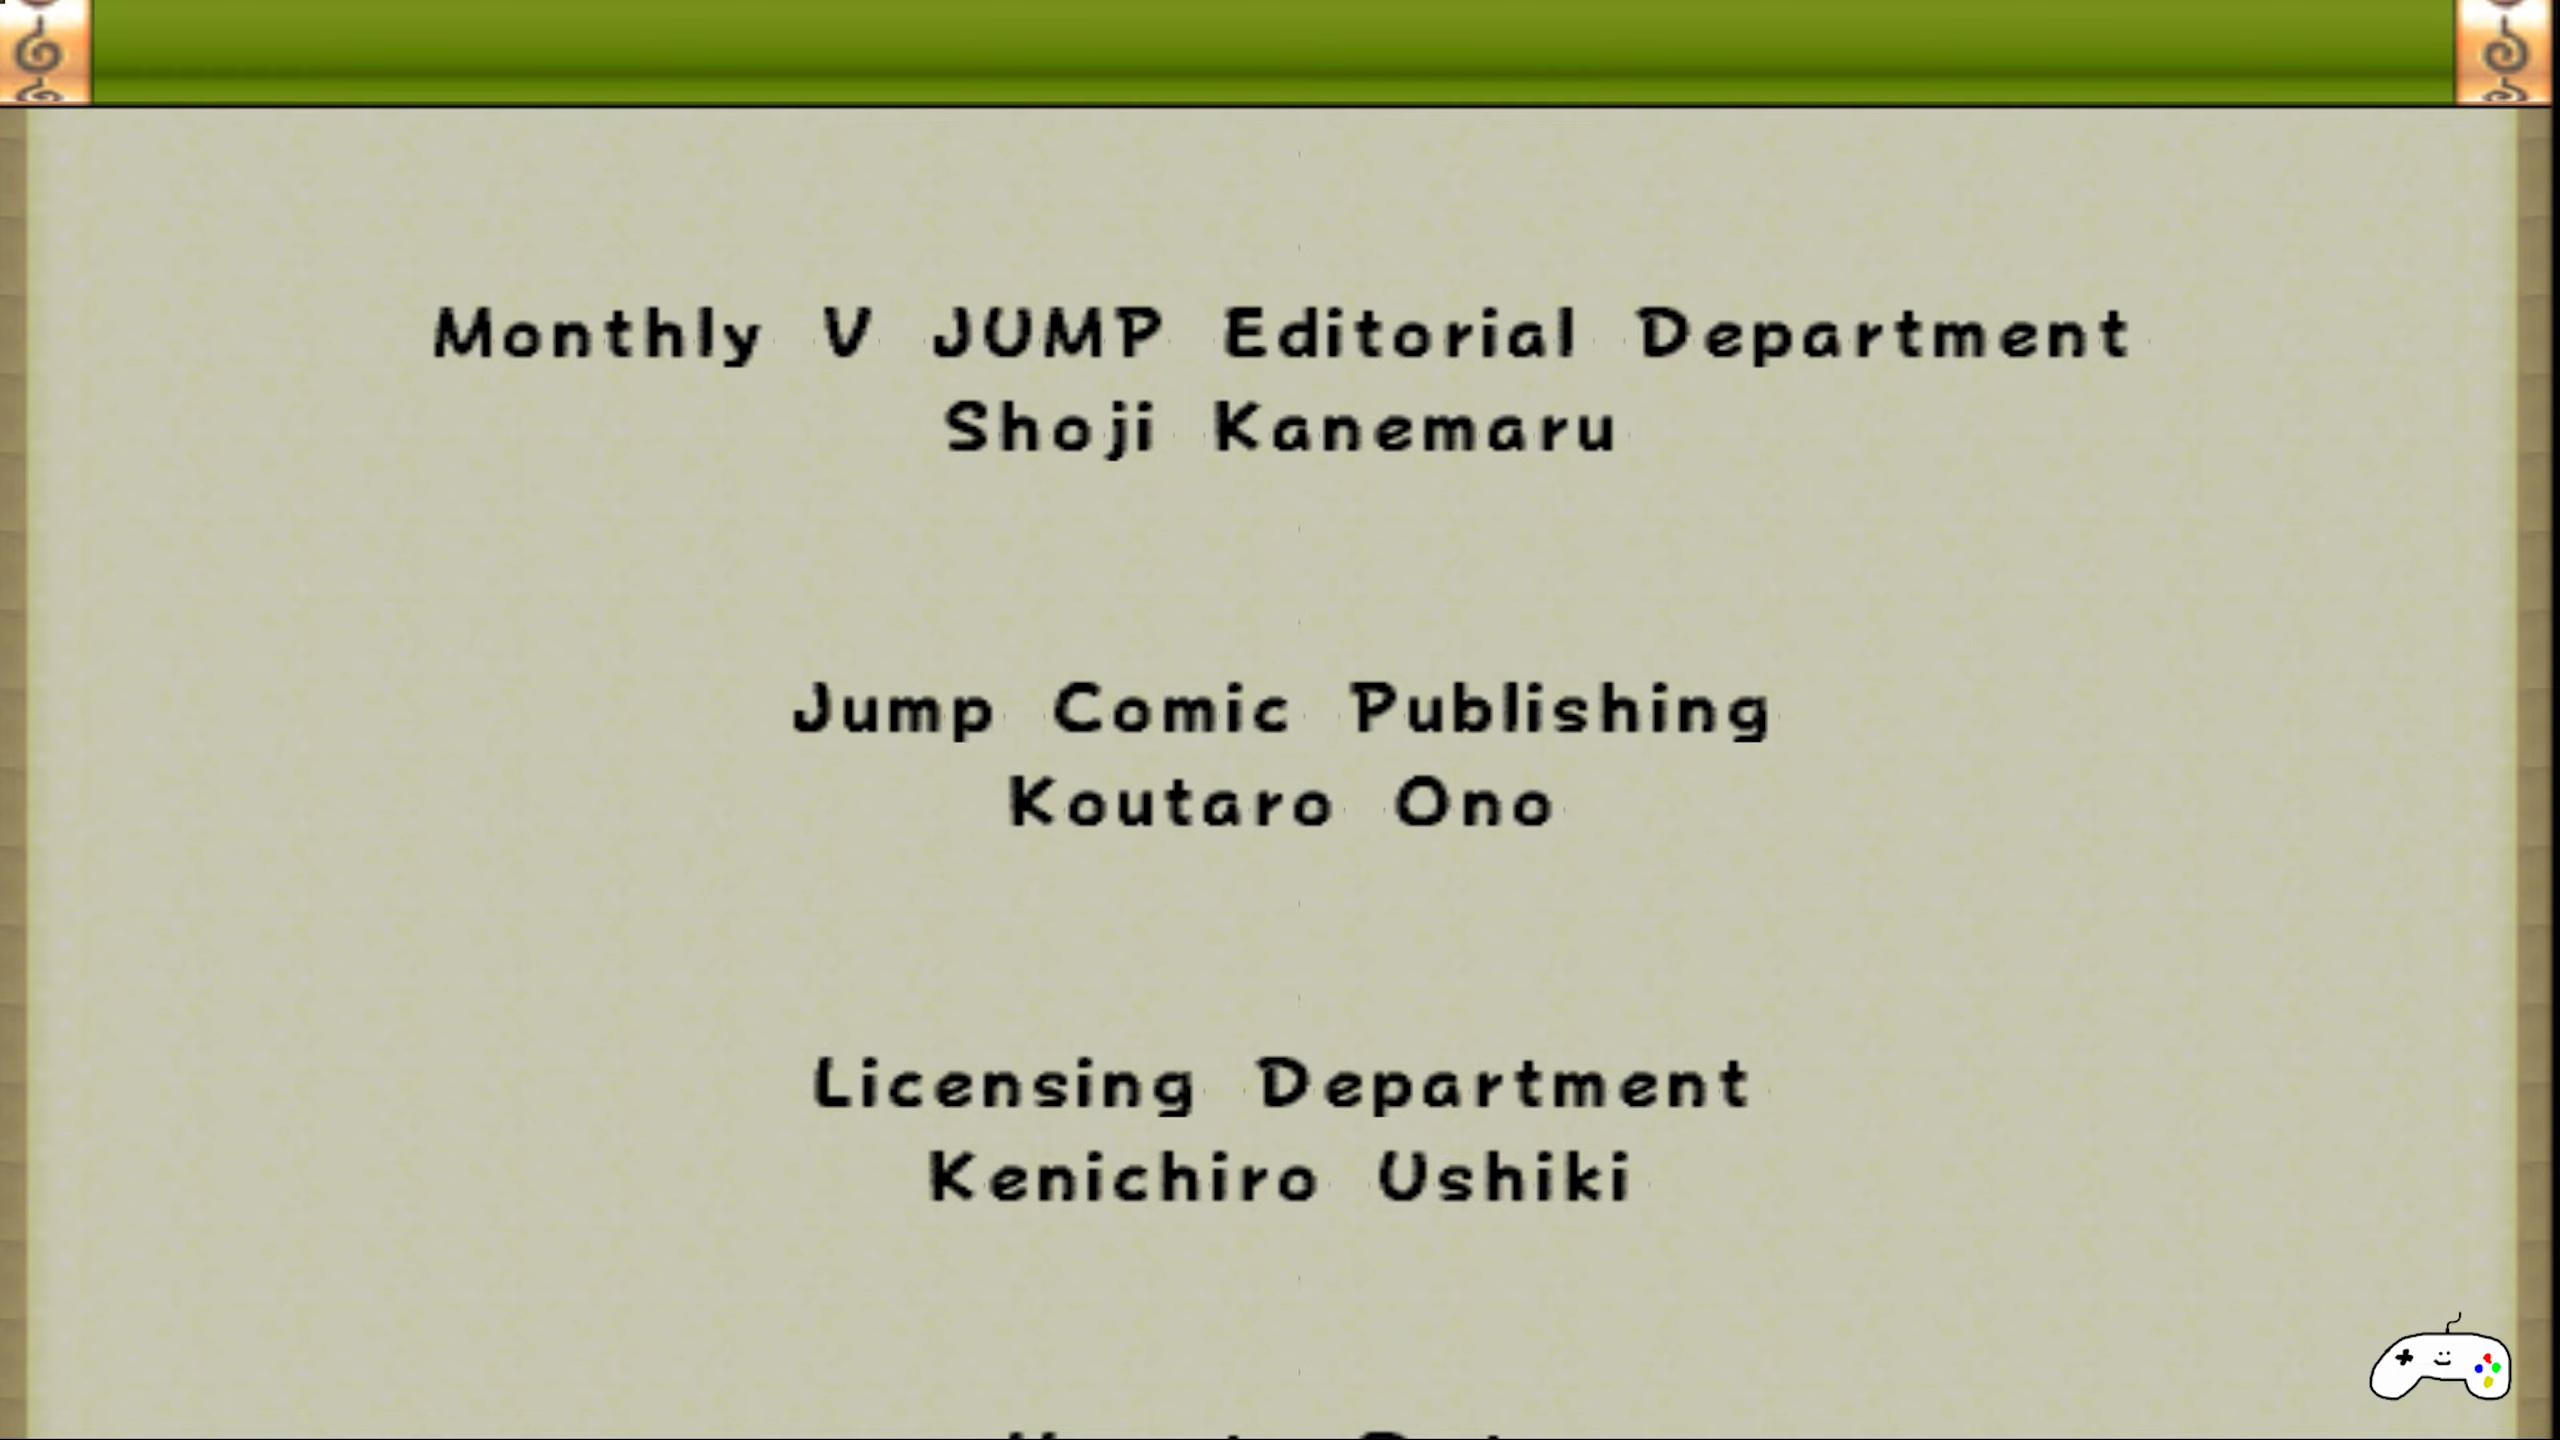 Monthly V JUMP Editorial Department
Shoji Kanemaru
Jump Comic Publishing
Koutaro Ono
Licensing Department
Kenichiro Ushiki